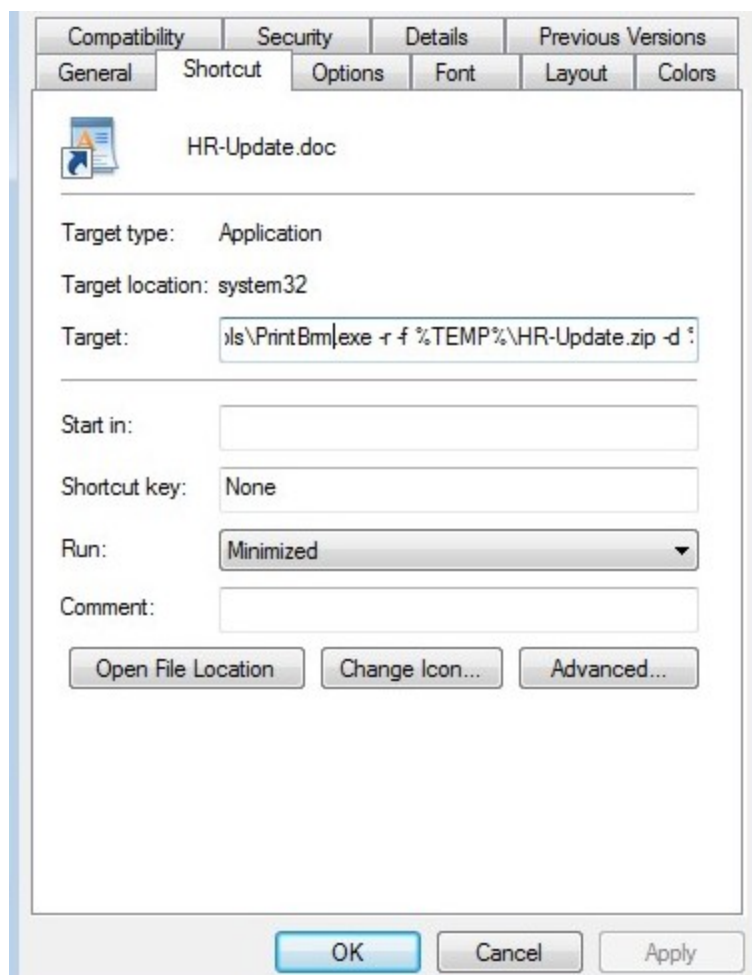 Compatibility Security Details Previous Versions
General Shortcut Options Font Layout Colors
HR-Update.doc
Target type: Application
Target location: system32
Target: ols\PrintBrm.exe -r -f %TEMP%\HR-Update.zip -d %
Start in:
Shortcut key: None
Run: Minimized
Comment:
Open File Location Change Icon... Advanced...
OK Cancel Apply